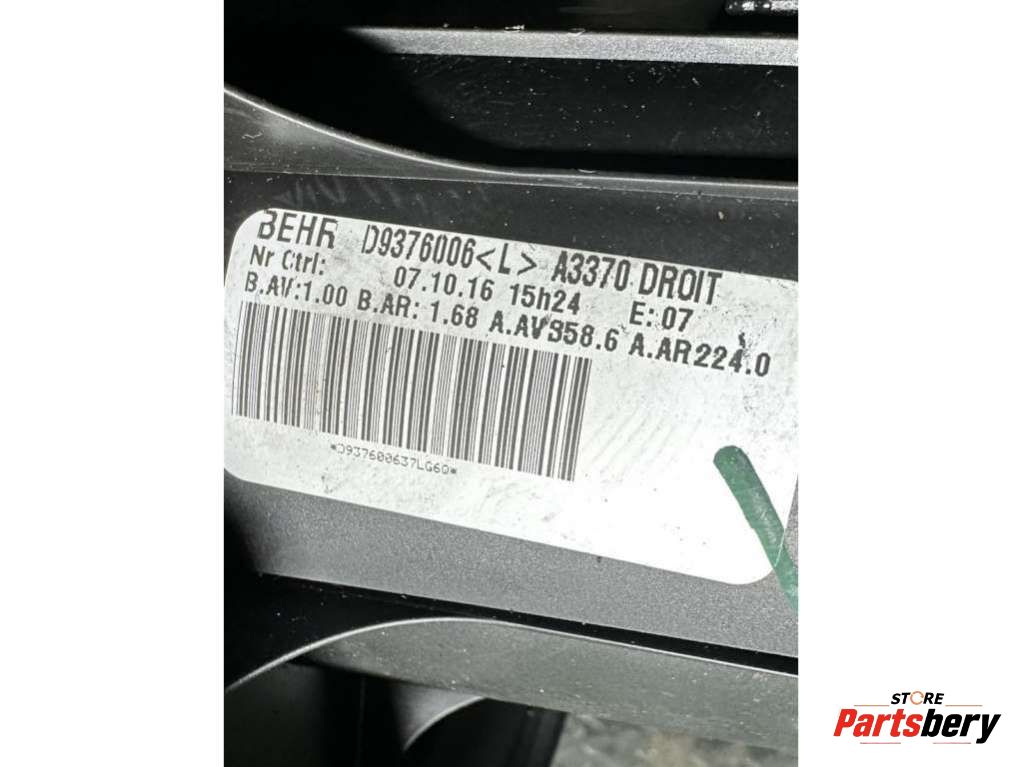 BEHR D9376006<L> A3370 DROIT
Nr Ctrl: 07.10.16 15h24 E: 07
B.AV:1.00 B.AR: 1.68 A.AV358.6 A.AR224.0
*D937600637LG6Q*
STORE
Partsbery